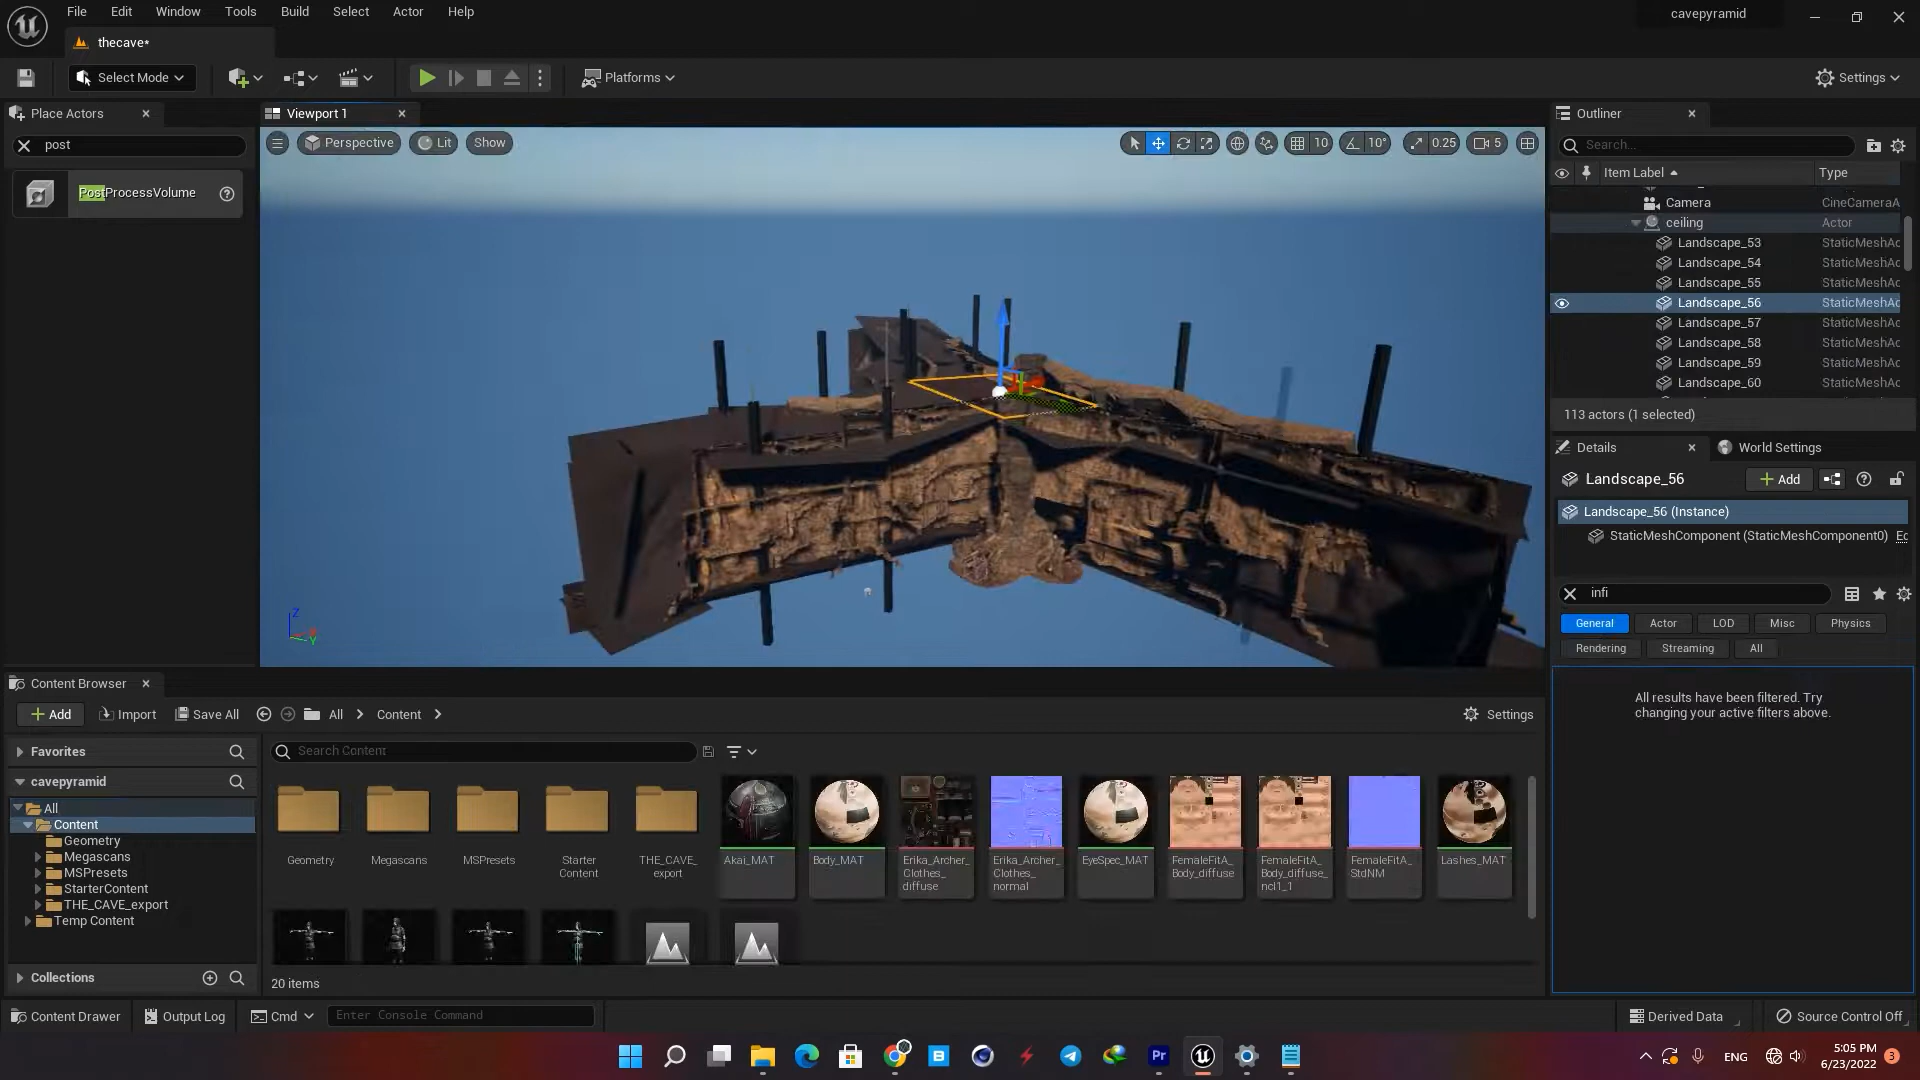 File Edit Window Tools Build Select Actor Help
cavepyramid
thecave*
Select Mode
Platforms
Settings
Place Actors
post
PostProcessVolume
Viewport 1
Perspective
Lit
Show
10
10°
0.25
5
Outliner
Search...
Item Label
Type
Camera
CineCameraA
ceiling
Actor
Landscape_53
StaticMeshAc
Landscape_54
StaticMeshAc
Landscape_55
StaticMeshAc
Landscape_56
StaticMeshAc
Landscape_57
StaticMeshAc
Landscape_58
StaticMeshAc
Landscape_59
StaticMeshAc
Landscape_60
StaticMeshAc
113 actors (1 selected)
Details
World Settings
Landscape_56
Add
Landscape_56 (Instance)
StaticMeshComponent (StaticMeshComponent0)
infi
General
Actor
LOD
Misc
Physics
Rendering
Streaming
All
All results have been filtered. Try
changing your active filters above.
Z
Y
Content Browser
Add
Import
Save All
All
Content
Settings
Favorites
cavepyramid
All
Content
Geometry
Megascans
MSPresets
StarterContent
THE_CAVE_export
Temp Content
Collections
Search Content
Geometry
Megascans
MSPresets
Starter
Content
THE_CAVE_
export
Akai_MAT
Body_MAT
Erika_Archer_
Clothes_
diffuse
Erika_Archer_
Clothes_
normal
EyeSpec_MAT
FemaleFitA_
Body_diffuse
FemaleFitA_
Body_diffuse_
ncl1_1
FemaleFitA_
StdNM
Lashes_MAT
20 items
Content Drawer
Output Log
Cmd
Enter Console Command
Derived Data
Source Control Off
Pr
ENG
5:05 PM
6/23/2022
3